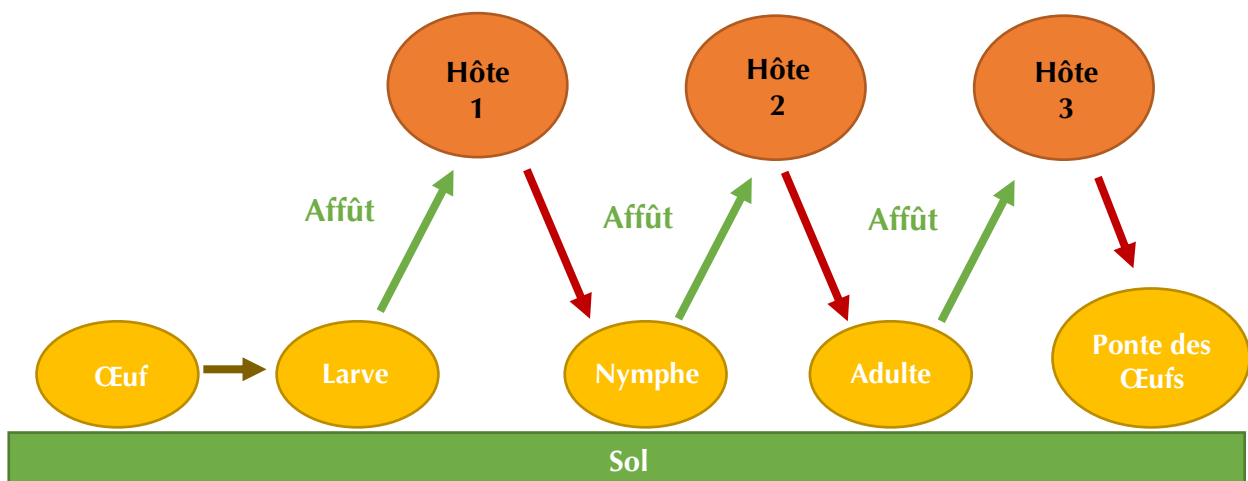 Hôte
1
Hôte
2
Hôte
3
Affût
Affût
Affût
Œuf
Larve
Nymphe
Adulte
Ponte des
Œufs
Sol